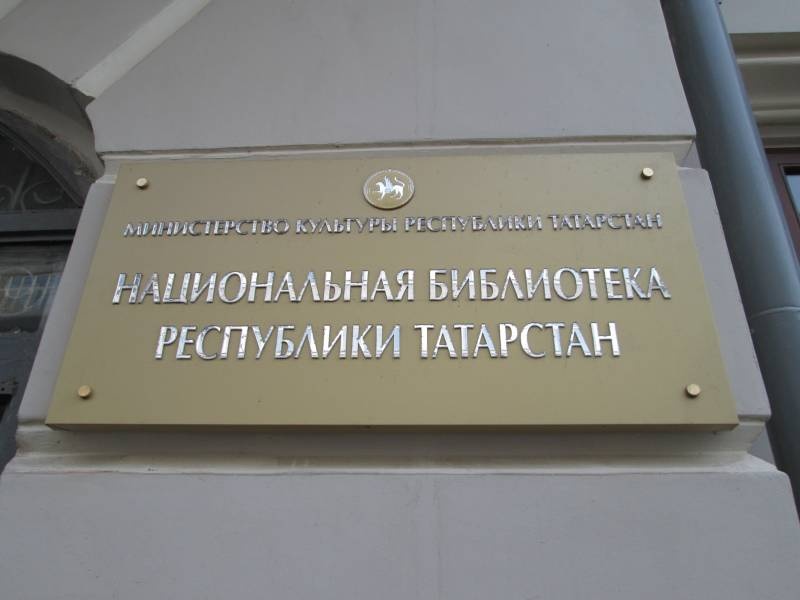 МИНИСТЕРСТВО КУЛЬТУРЫ РЕСПУБЛИКИ ТАТАРСТАН
НАЦИОНАЛЬНАЯ БИБЛИОТЕКА
РЕСПУБЛИКИ ТАТАРСТАН